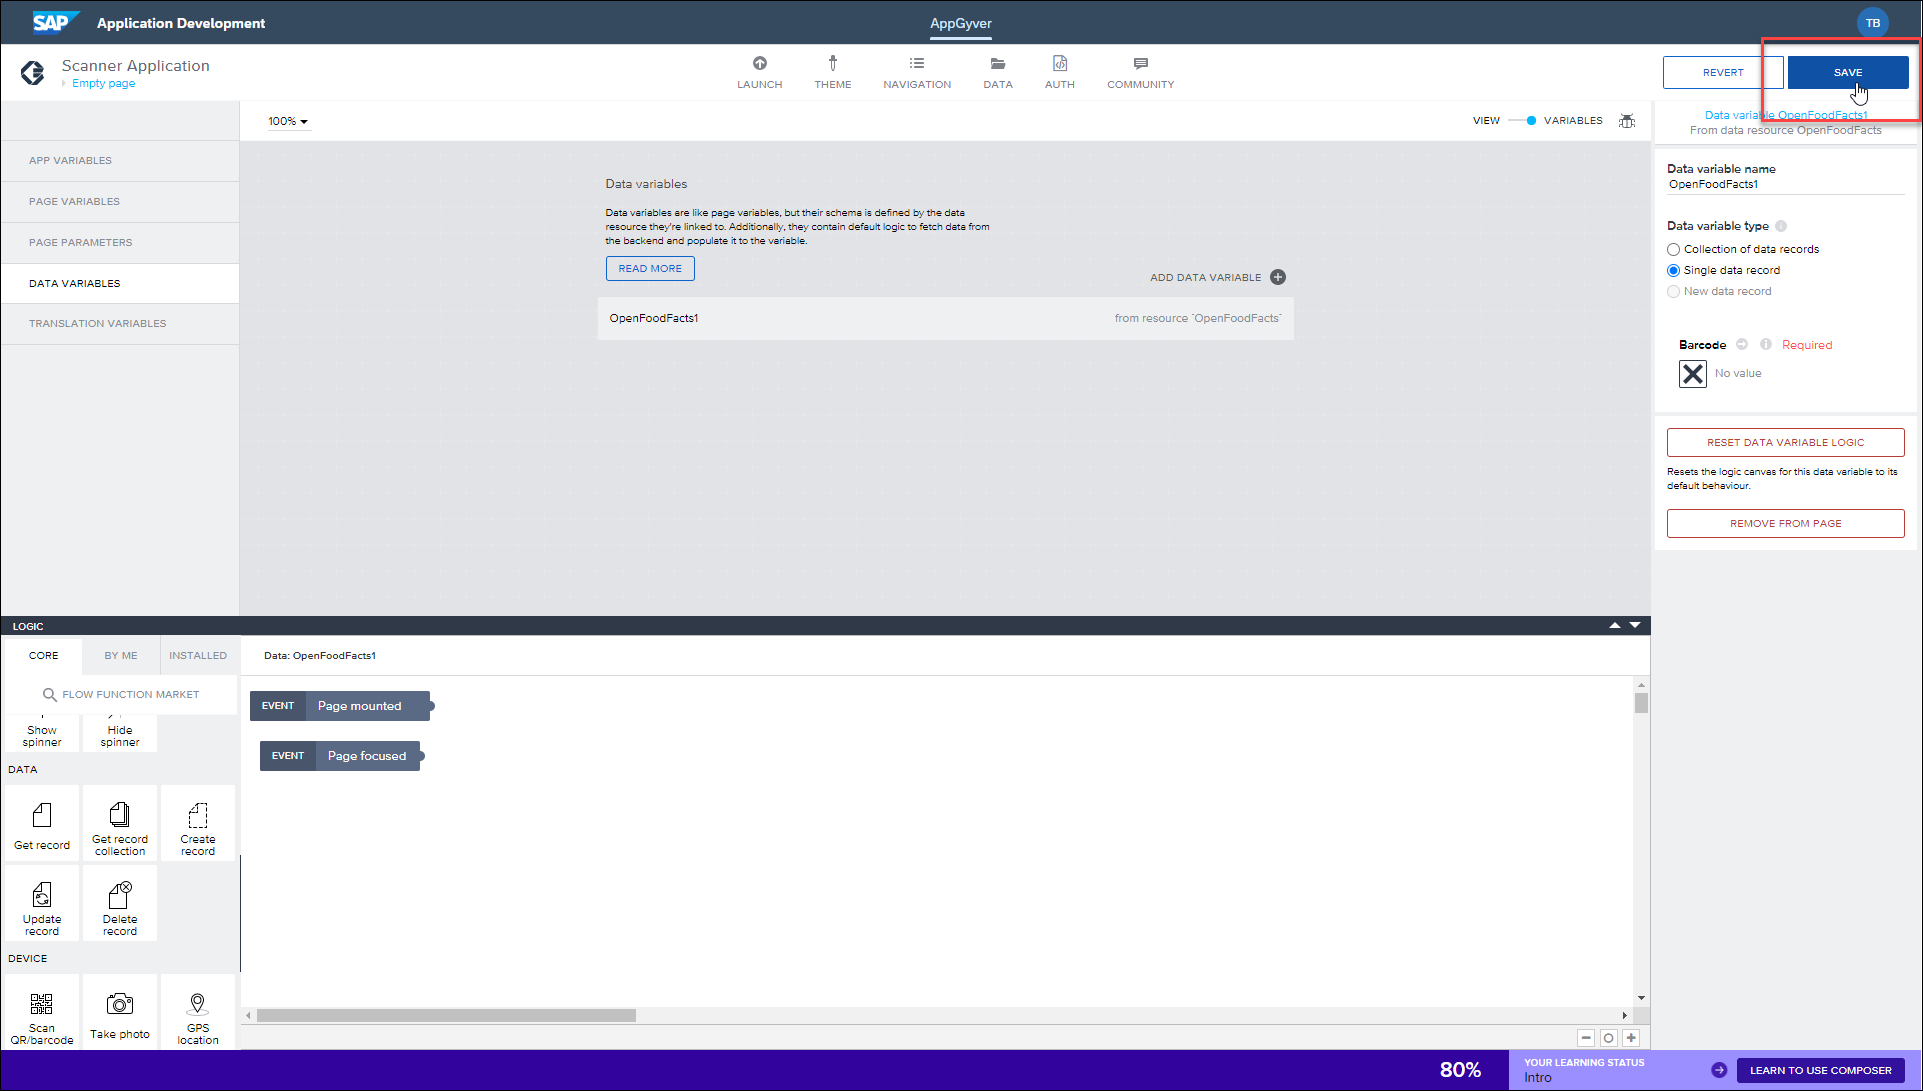 SAP Application Development
AppGyver
TB
Scanner Application
Empty page
LAUNCH
THEME
NAVIGATION
DATA
AUTH
COMMUNITY
REVERT
SAVE
100%
VIEW
VARIABLES
Data variable OpenFoodFacts1
From data resource OpenFoodFacts
APP VARIABLES
PAGE VARIABLES
PAGE PARAMETERS
DATA VARIABLES
TRANSLATION VARIABLES
Data variables
Data variables are like page variables, but their schema is defined by the data
resource they're linked to. Additionally, they contain default logic to fetch data from
the backend and populate it to the variable.
READ MORE
ADD DATA VARIABLE
OpenFoodFacts1
from resource `OpenFoodFacts`
Data variable name
OpenFoodFacts1
Data variable type
Collection of data records
Single data record
New data record
Barcode
Required
No value
RESET DATA VARIABLE LOGIC
Resets the logic canvas for this data variable to its
default behaviour.
REMOVE FROM PAGE
LOGIC
CORE
BY ME
INSTALLED
Data: OpenFoodFacts1
FLOW FUNCTION MARKET
EVENT Page mounted
EVENT Page focused
Show
spinner
Hide
spinner
DATA
Get record
Get record
collection
Create
record
Update
record
Delete
record
DEVICE
Scan
QR/barcode
Take photo
GPS
location
80%
YOUR LEARNING STATUS
Intro
LEARN TO USE COMPOSER